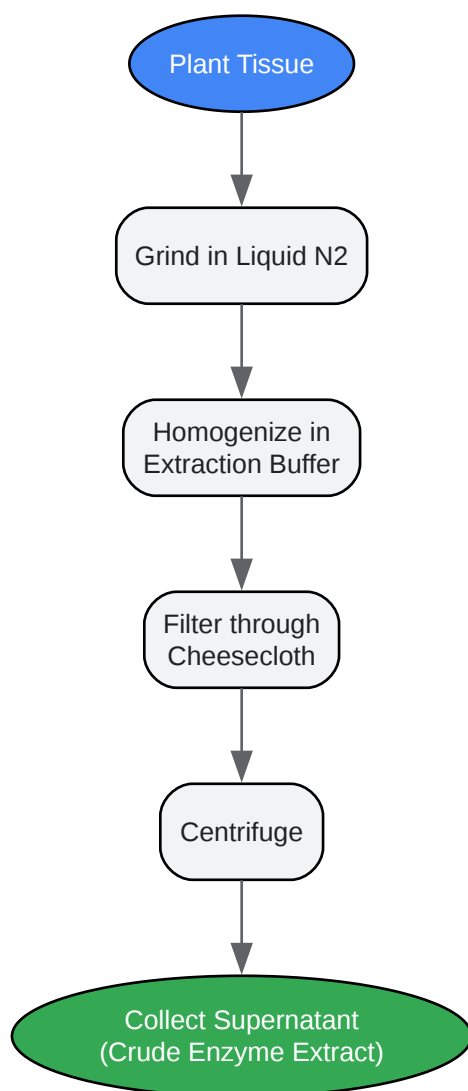 Plant Tissue
Grind in Liquid N2
Homogenize in
Extraction Buffer
Filter through
Cheesecloth
Centrifuge
Collect Supernatant
(Crude Enzyme Extract)